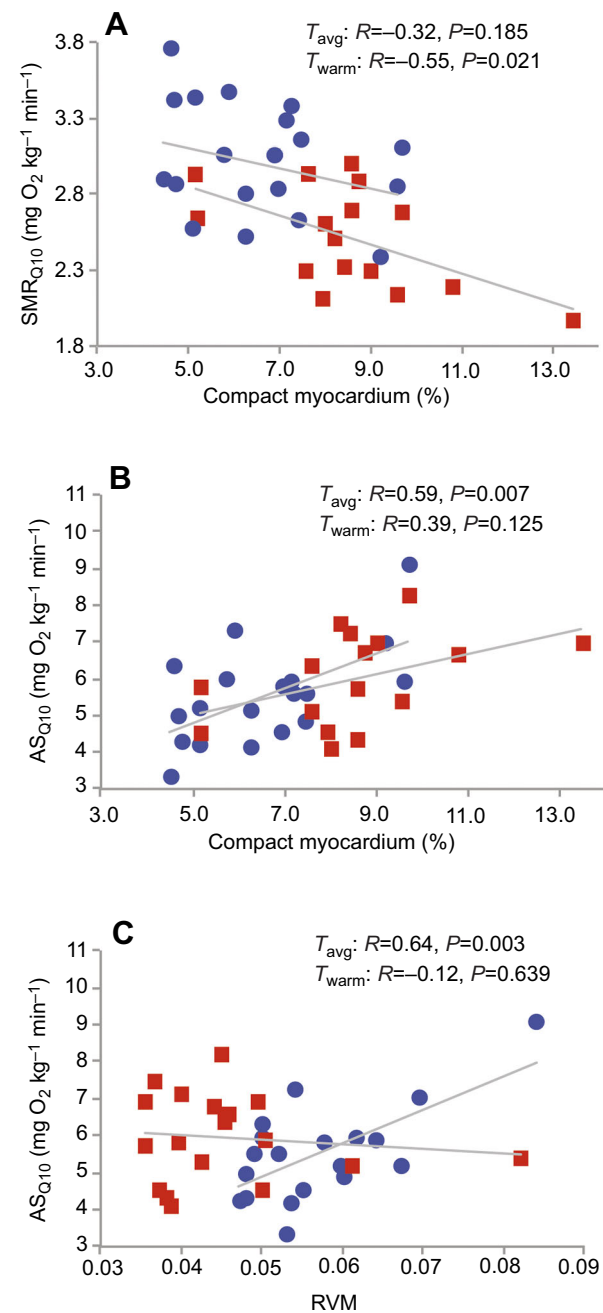 A
T_avg: R=–0.32, P=0.185
T_warm: R=–0.55, P=0.021
3.8
3.3
2.8
2.3
1.8
SMR_Q10 (mg O₂ kg⁻¹ min⁻¹)
3.0 5.0 7.0 9.0 11.0 13.0
Compact myocardium (%)
B
T_avg: R=0.59, P=0.007
T_warm: R=0.39, P=0.125
11
10
9
8
7
6
5
4
3
AS_Q10 (mg O₂ kg⁻¹ min⁻¹)
3.0 5.0 7.0 9.0 11.0 13.0
Compact myocardium (%)
C
T_avg: R=0.64, P=0.003
T_warm: R=–0.12, P=0.639
11
10
9
8
7
6
5
4
3
AS_Q10 (mg O₂ kg⁻¹ min⁻¹)
0.03 0.04 0.05 0.06 0.07 0.08 0.09
RVM